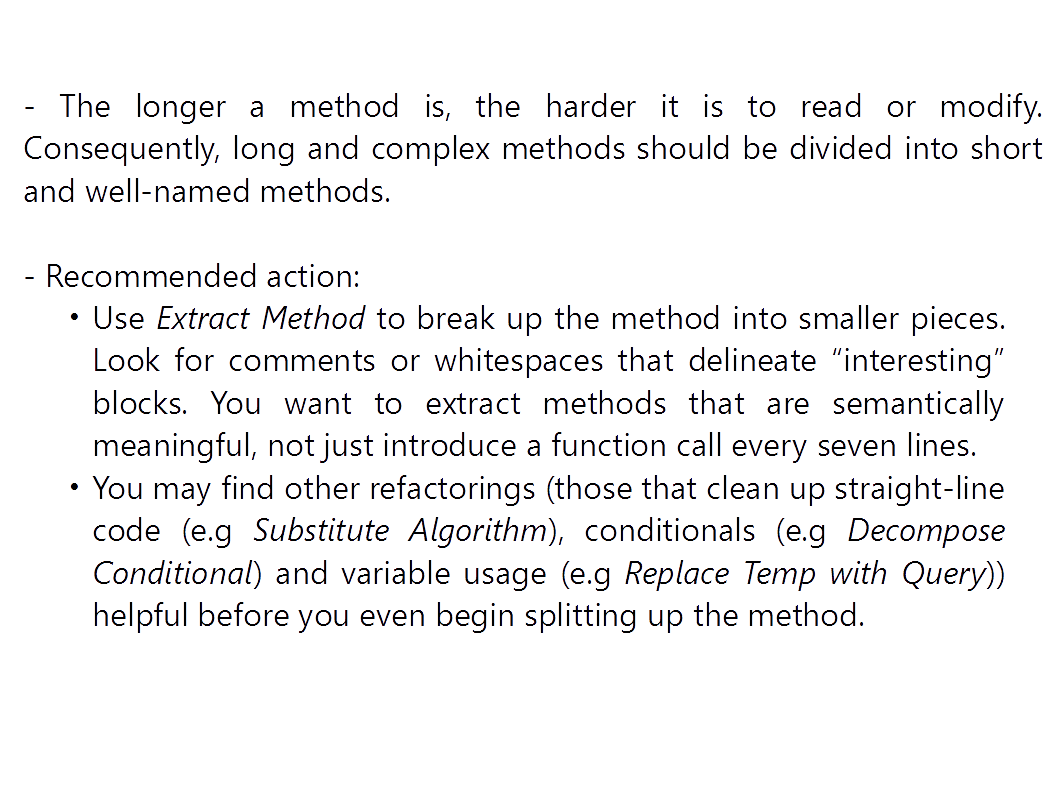 - The longer a method is, the harder it is to read or modify.
Consequently, long and complex methods should be divided into short
and well-named methods.
- Recommended action:
• Use Extract Method to break up the method into smaller pieces.
Look for comments or whitespaces that delineate “interesting”
blocks. You want to extract methods that are semantically
meaningful, not just introduce a function call every seven lines.
• You may find other refactorings (those that clean up straight-line
code (e.g Substitute Algorithm), conditionals (e.g Decompose
Conditional) and variable usage (e.g Replace Temp with Query))
helpful before you even begin splitting up the method.